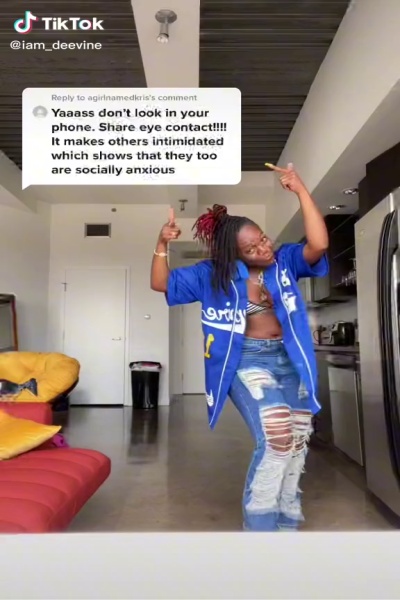 TikTok
@iam_deevine
Reply to agirlnamedkris's comment
Yaaass don't look in your
phone. Share eye contact!!!!
It makes others intimidated
which shows that they too
are socially anxious